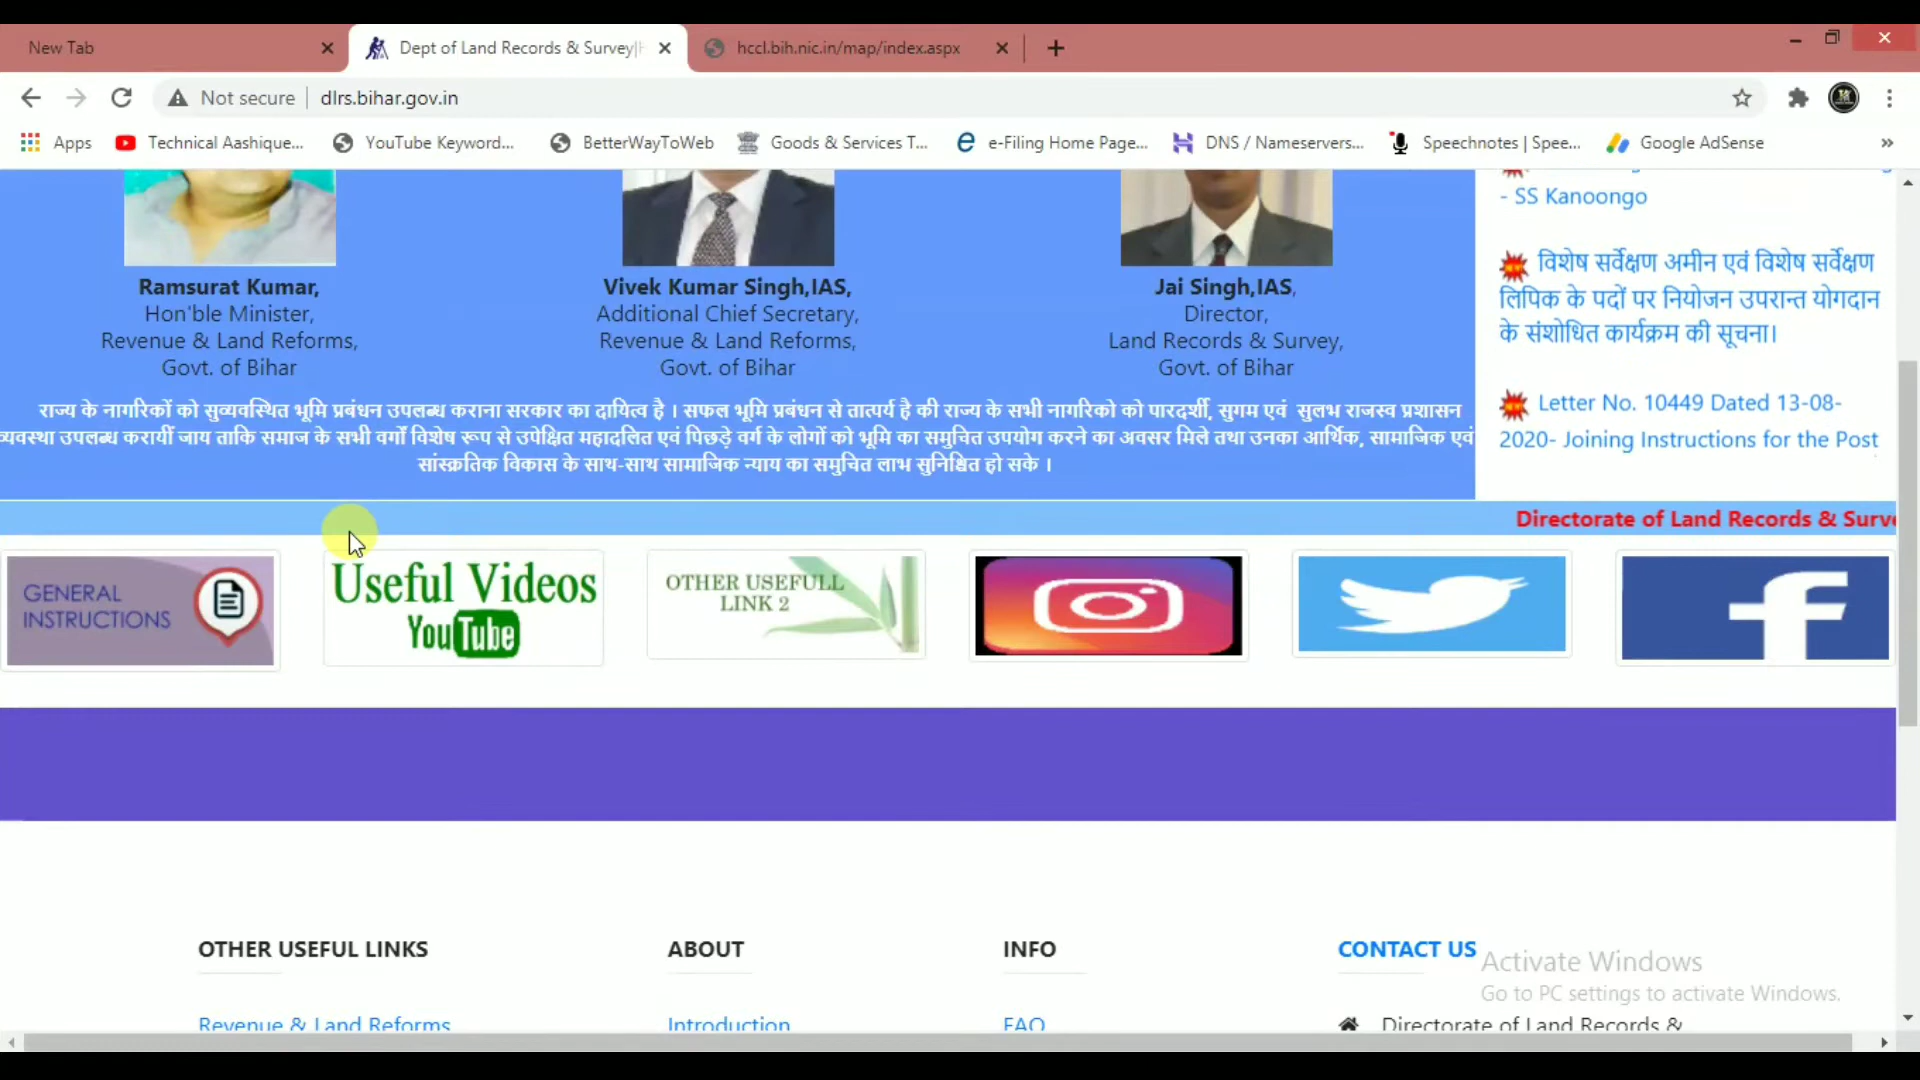 New Tab
Dept of Land Records & Survey|
hccl.bih.nic.in/map/index.aspx
Not secure
dlrs.bihar.gov.in
Apps
Technical Aashique...
YouTube Keyword...
BetterWayToWeb
Goods & Services T...
e-Filing Home Page...
DNS / Nameservers...
Speechnotes | Spee...
Google AdSense
»
- SS Kanoongo
विशेष सर्वेक्षण अमीन एवं विशेष सर्वेक्षण
लिपिक के पदों पर नियोजन उपरान्त योगदान
के संशोधित कार्यक्रम की सूचना।
Letter No. 10449 Dated 13-08-
2020- Joining Instructions for the Post
Ramsurat Kumar,
Hon'ble Minister,
Revenue & Land Reforms,
Govt. of Bihar
Vivek Kumar Singh,IAS,
Additional Chief Secretary,
Revenue & Land Reforms,
Govt. of Bihar
Jai Singh,IAS,
Director,
Land Records & Survey,
Govt. of Bihar
राज्य के नागरिकों को सुव्यवस्थित भूमि प्रबंधन उपलब्ध कराना सरकार का दायित्व है । सफल भूमि प्रबंधन से तात्पर्य है की राज्य के सभी नागरिको को पारदर्शी, सुगम एवं सुलभ राजस्व प्रशासन
व्यवस्था उपलब्ध करायीं जाय ताकि समाज के सभी वर्गों विशेष रूप से उपेक्षित महादलित एवं पिछड़े वर्ग के लोगों को भूमि का समुचित उपयोग करने का अवसर मिले तथा उनका आर्थिक, सामाजिक एवं
सांस्क्रतिक विकास के साथ-साथ सामाजिक न्याय का समुचित लाभ सुनिश्चित हो सके ।
Directorate of Land Records & Surve
GENERAL
INSTRUCTIONS
Useful Videos
YouTube
OTHER USEFULL
LINK 2
OTHER USEFUL LINKS
ABOUT
INFO
CONTACT US
Activate Windows
Go to PC settings to activate Windows.
Revenue & Land Reforms
Introduction
FAQ
Directorate of Land Records &